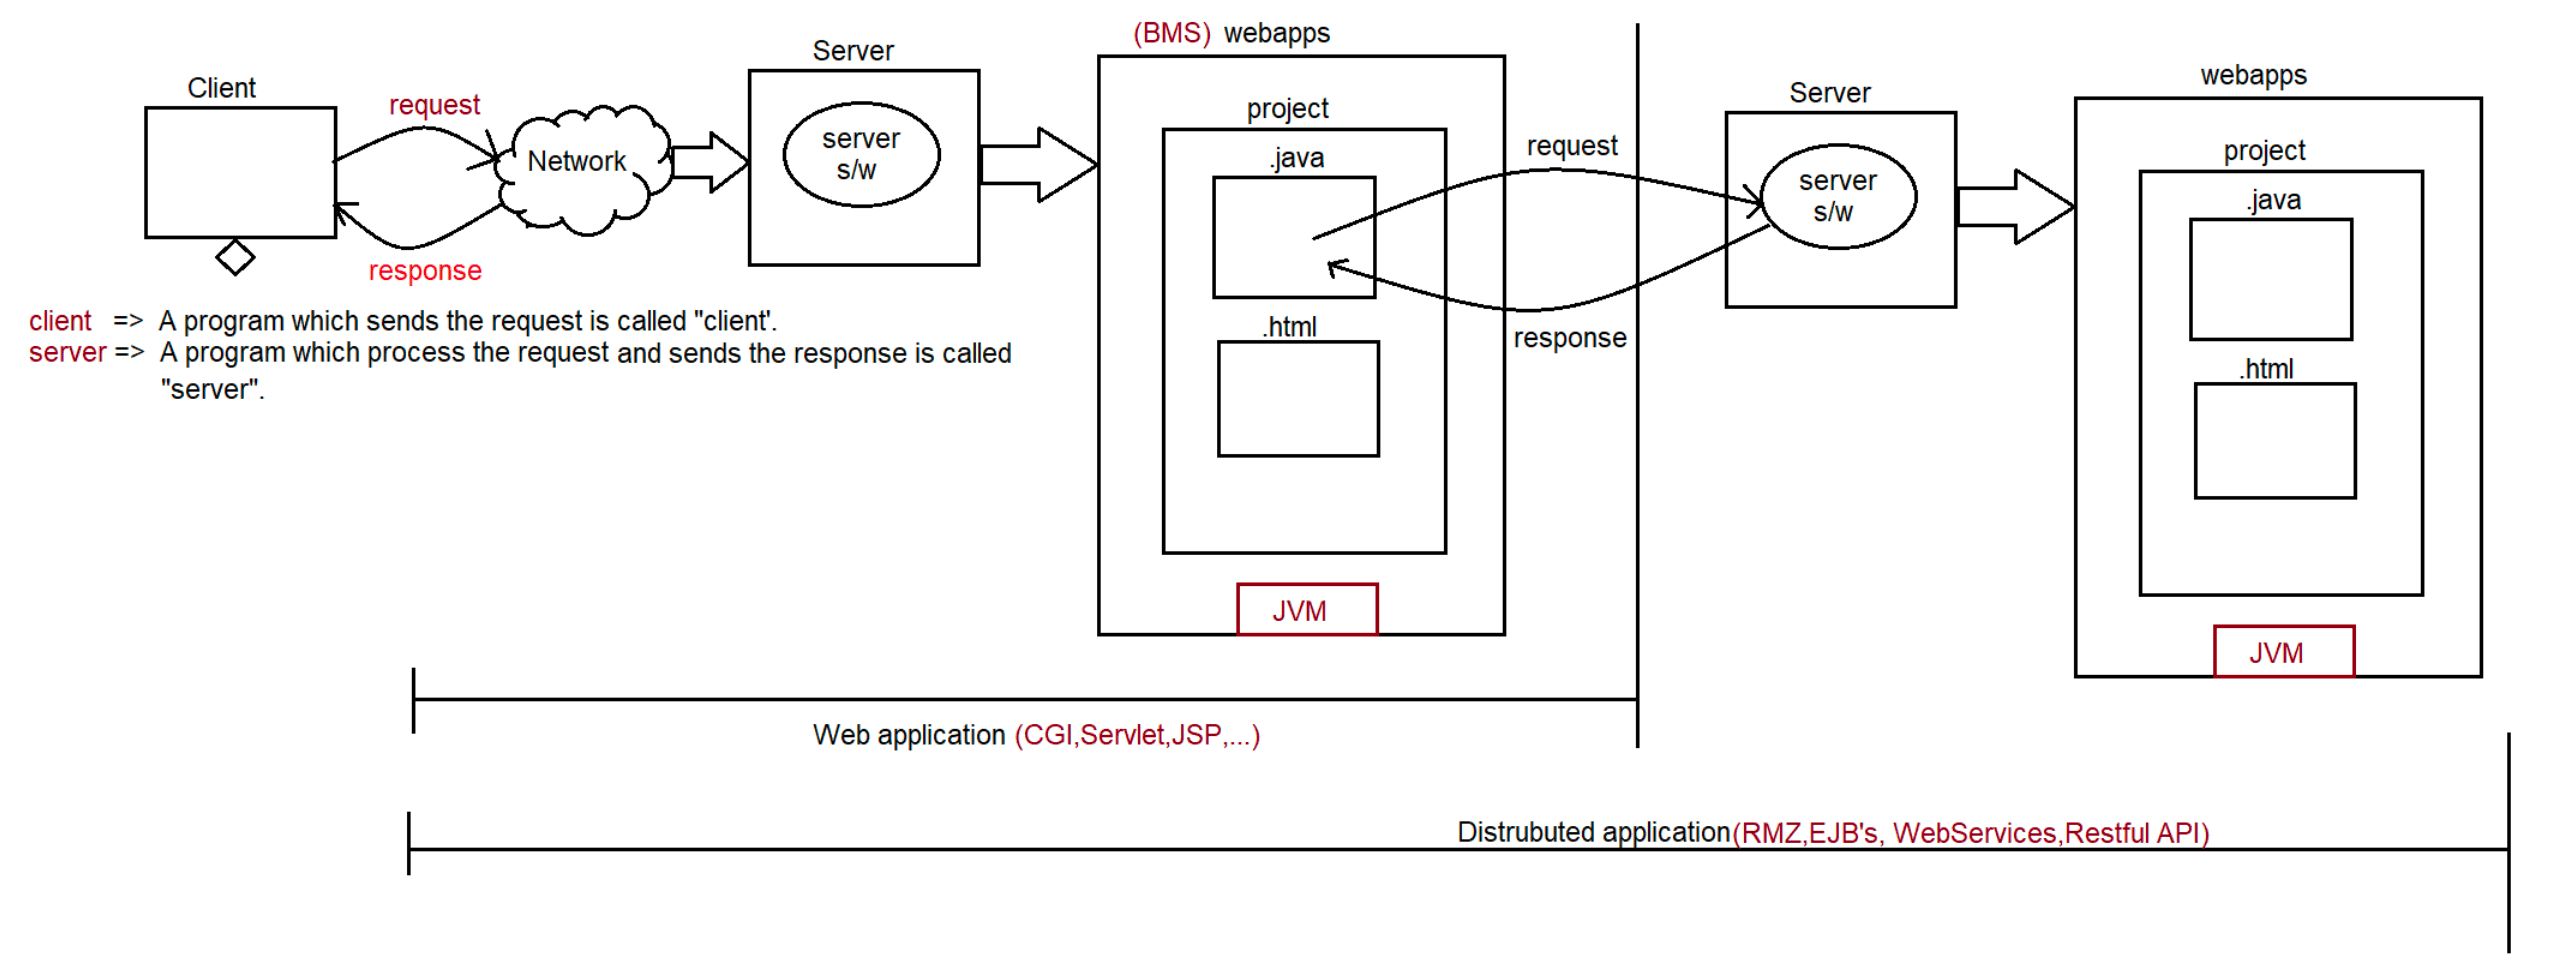 Client
request
Network
response
Server
server
s/w
(BMS) webapps
project
.java
.html
JVM
request
response
Server
server
s/w
webapps
project
.java
.html
JVM
client => A program which sends the request is called "client'.
server => A program which process the request and sends the response is called
"server".
Web application (CGI,Servlet,JSP,...)
Distrubuted application(RMZ,EJB's, WebServices,Restful API)